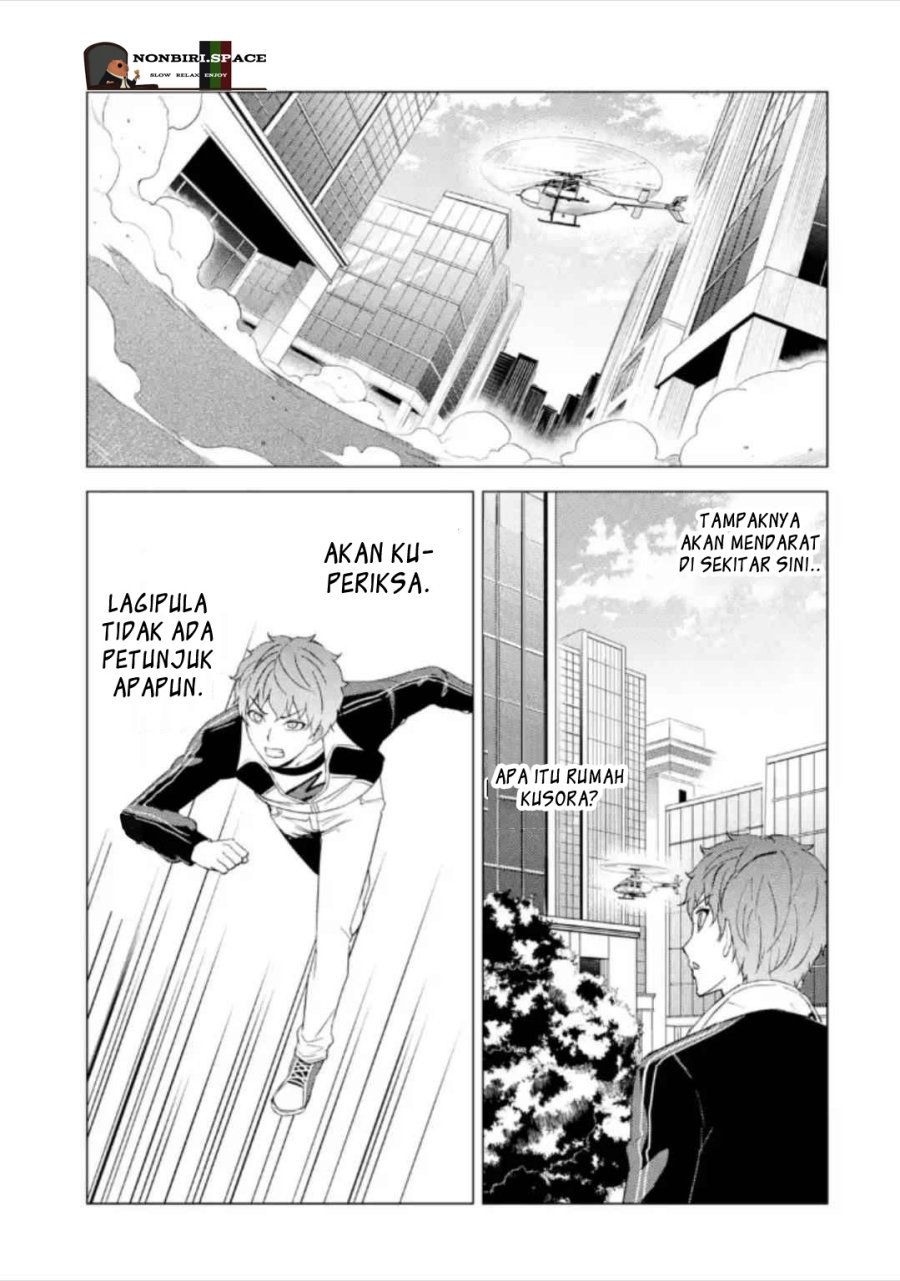 NONBIRI.SPACE
SLOW RELAX ENJOY
TAMPAKNYA
AKAN MENDARAT
DI SEKITAR SINI..
APA ITU RUMAH
KUSORA?
AKAN KU-
PERIKSA.
LAGIPULA
TIDAK ADA
PETUNJUK
APAPUN.